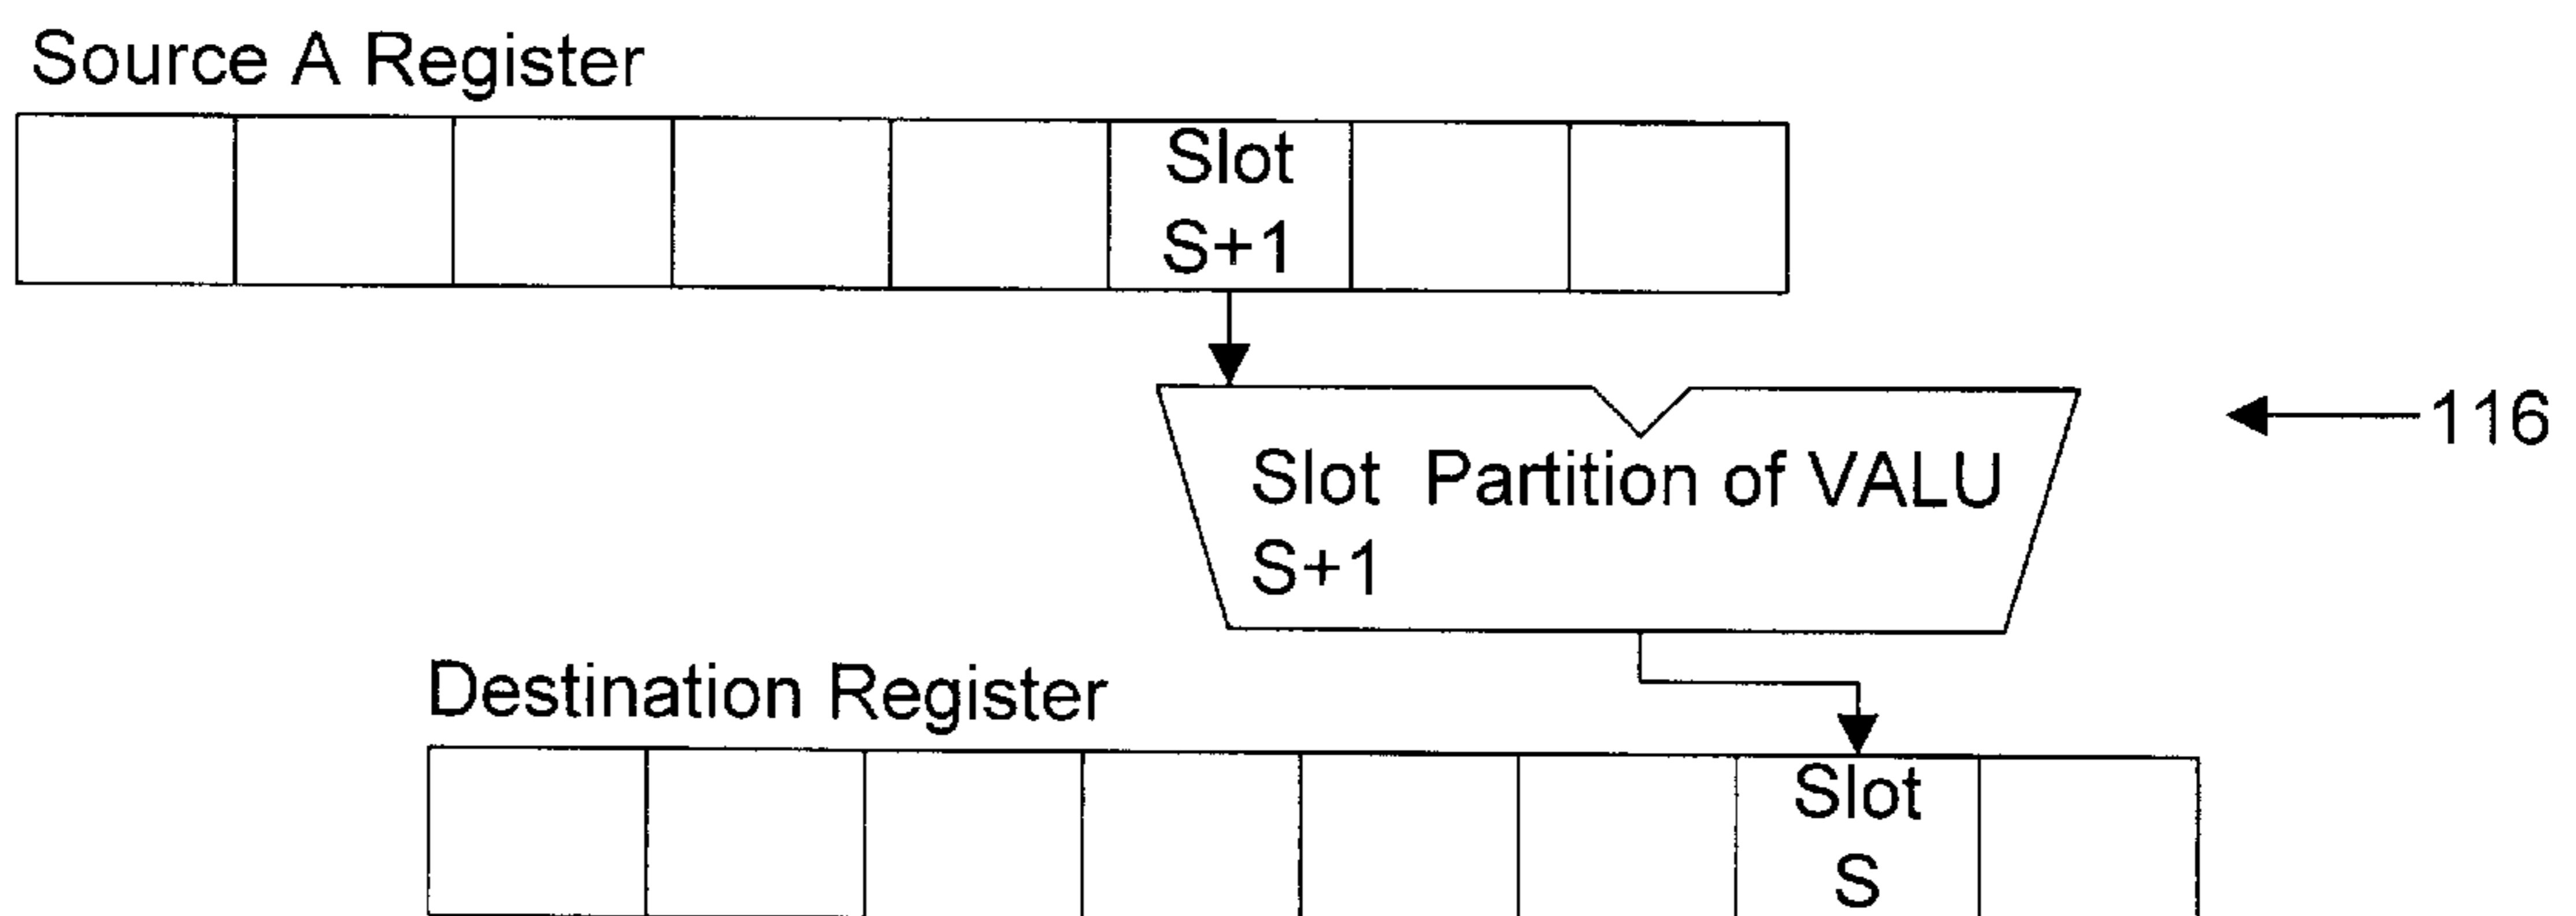 Source A Register
Slot
S+1
116
Slot Partition of VALU
S+1
Destination Register
Slot
S